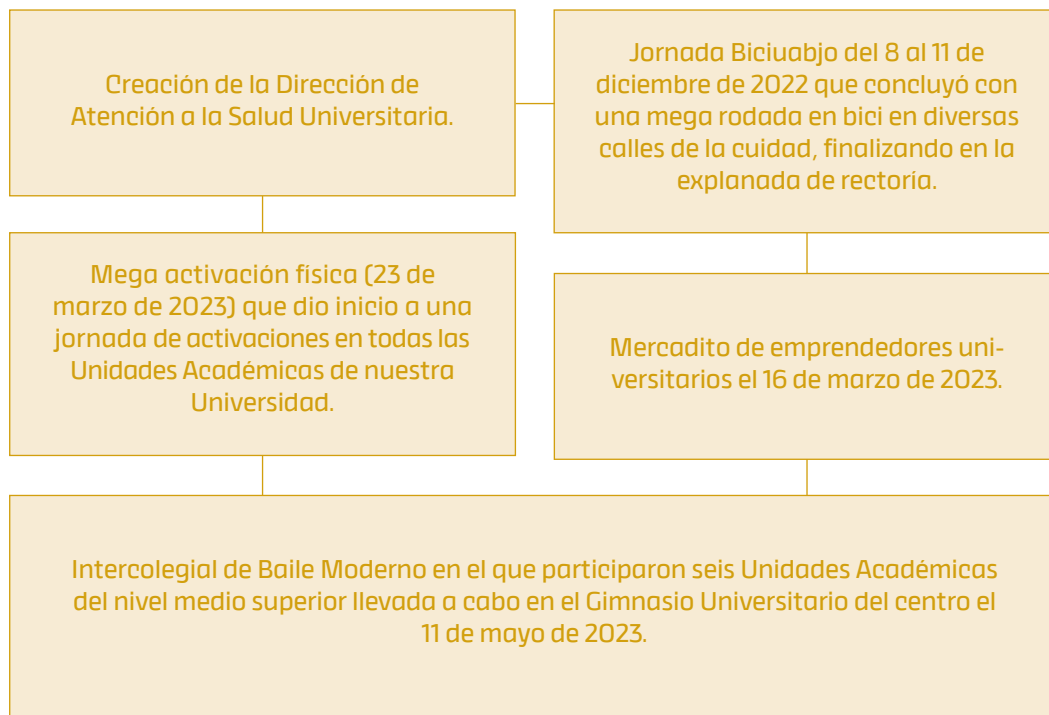 Creación de la Dirección de
Atención a la Salud Universitaria.
Jornada Biciuabjo del 8 al 11 de
diciembre de 2022 que concluyó con
una mega rodada en bici en diversas
calles de la cuidad, finalizando en la
explanada de rectoría.
Mega activación física (23 de
marzo de 2023) que dio inicio a una
jornada de activaciones en todas las
Unidades Académicas de nuestra
Universidad.
Mercadito de emprendedores uni-
versitarios el 16 de marzo de 2023.
Intercolegial de Baile Moderno en el que participaron seis Unidades Académicas
del nivel medio superior llevada a cabo en el Gimnasio Universitario del centro el
11 de mayo de 2023.